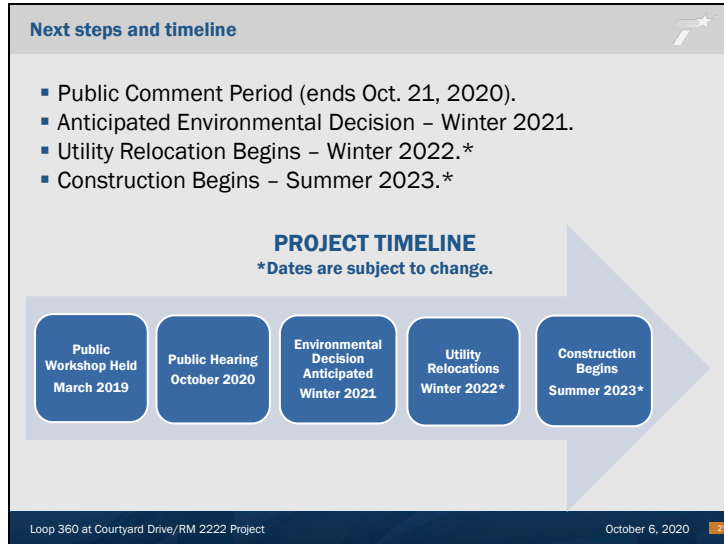 Next steps and timeline
▪ Public Comment Period (ends Oct. 21, 2020).
▪ Anticipated Environmental Decision – Winter 2021.
▪ Utility Relocation Begins – Winter 2022.*
▪ Construction Begins – Summer 2023.*
PROJECT TIMELINE
*Dates are subject to change.
Public
Workshop Held
March 2019
Public Hearing
October 2020
Environmental
Decision
Anticipated
Winter 2021
Utility
Relocations
Winter 2022*
Construction
Begins
Summer 2023*
Loop 360 at Courtyard Drive/RM 2222 Project
October 6, 2020